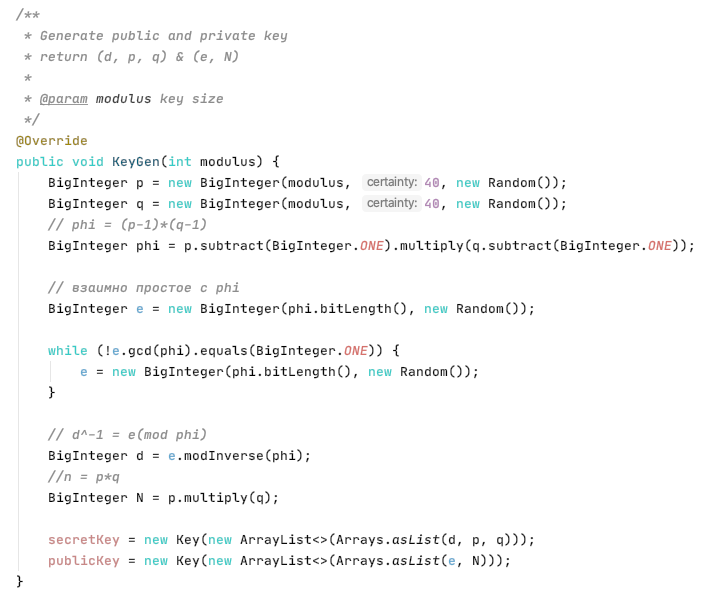 /**
 * Generate public and private key
 * return (d, p, q) & (e, N)
 *
 * @param modulus key size
 */
@Override
public void KeyGen(int modulus) {
    BigInteger p = new BigInteger(modulus, certainty: 40, new Random());
    BigInteger q = new BigInteger(modulus, certainty: 40, new Random());
    // phi = (p-1)*(q-1)
    BigInteger phi = p.subtract(BigInteger.ONE).multiply(q.subtract(BigInteger.ONE));

    // взаимно простое с phi
    BigInteger e = new BigInteger(phi.bitLength(), new Random());

    while (!e.gcd(phi).equals(BigInteger.ONE)) {
        e = new BigInteger(phi.bitLength(), new Random());
    }

    // d^-1 = e(mod phi)
    BigInteger d = e.modInverse(phi);
    //n = p*q
    BigInteger N = p.multiply(q);

    secretKey = new Key(new ArrayList<>(Arrays.asList(d, p, q)));
    publicKey = new Key(new ArrayList<>(Arrays.asList(e, N)));
}